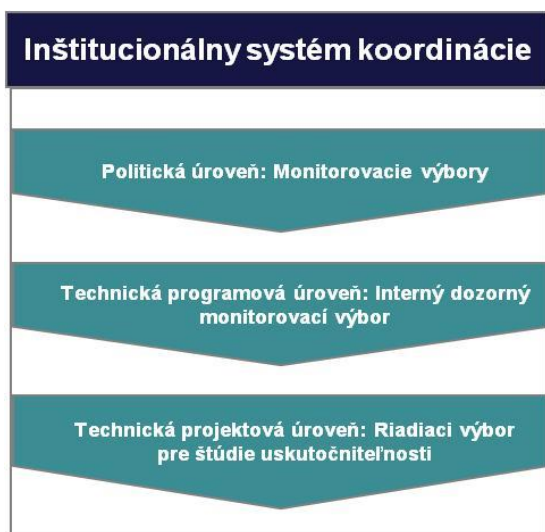 Inštitucionálny systém koordinácie
Politická úroveň: Monitorovacie výbory
Technická programová úroveň: Interný dozorný
monitorovací výbor
Technická projektová úroveň: Riadiaci výbor
pre štúdie uskutočniteľnosti